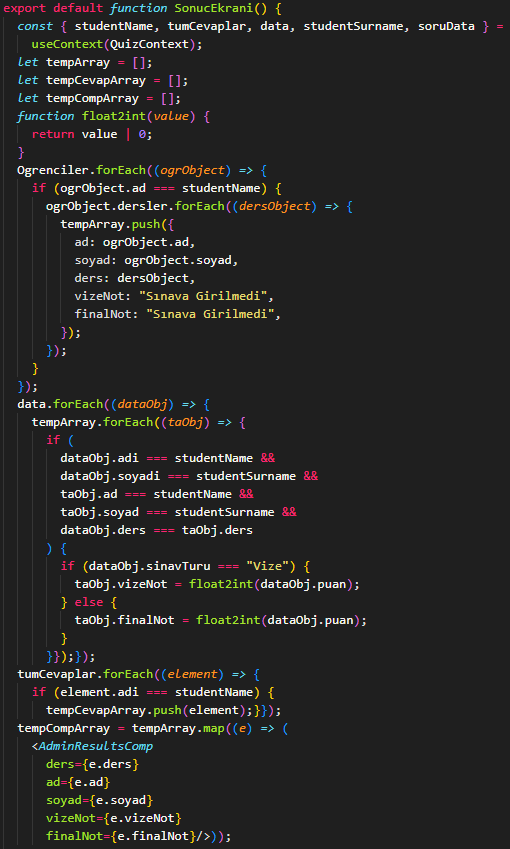 export default function SonucEkrani() {
  const { studentName, tumCevaplar, data, studentSurname, soruData } =
    useContext(QuizContext);
  let tempArray = [];
  let tempCevapArray = [];
  let tempCompArray = [];
  function float2int(value) {
    return value | 0;
  }
  Ogrenciler.forEach((ogrObject) => {
    if (ogrObject.ad === studentName) {
      ogrObject.dersler.forEach((dersObject) => {
        tempArray.push({
          ad: ogrObject.ad,
          soyad: ogrObject.soyad,
          ders: dersObject,
          vizeNot: "Sınava Girilmedi",
          finalNot: "Sınava Girilmedi",
        });
      });
    }
  });
  data.forEach((dataObj) => {
    tempArray.forEach((taObj) => {
      if (
        dataObj.adi === studentName &&
        dataObj.soyadi === studentSurname &&
        taObj.ad === studentName &&
        taObj.soyad === studentSurname &&
        dataObj.ders === taObj.ders
      ) {
        if (dataObj.sinavTuru === "Vize") {
          taObj.vizeNot = float2int(dataObj.puan);
        } else {
          taObj.finalNot = float2int(dataObj.puan);
        }
      }});});
  tumCevaplar.forEach((element) => {
    if (element.adi === studentName) {
      tempCevapArray.push(element);}});
  tempCompArray = tempArray.map((e) => (
    <AdminResultsComp
      ders={e.ders}
      ad={e.ad}
      soyad={e.soyad}
      vizeNot={e.vizeNot}
      finalNot={e.finalNot}/>));